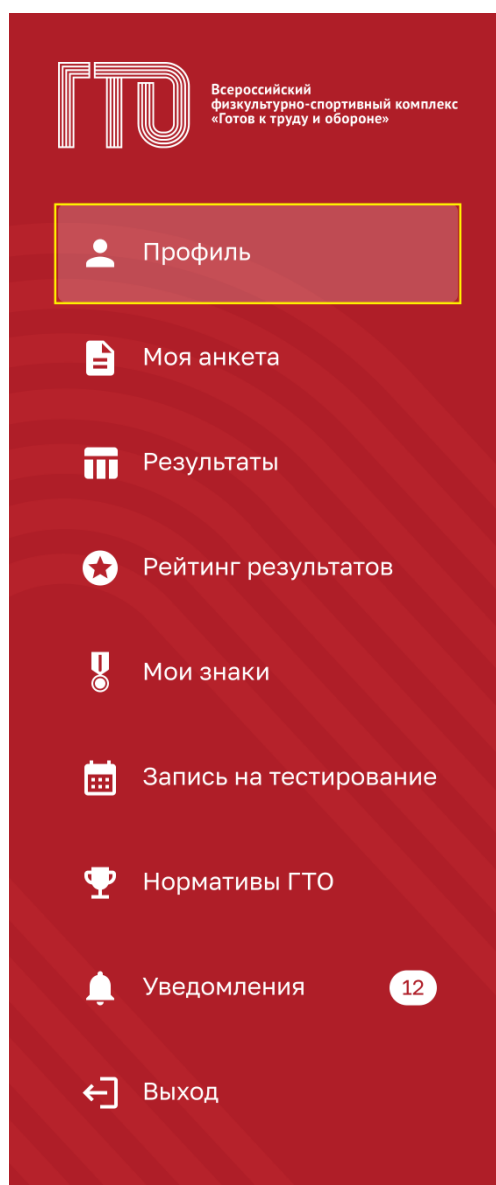 ГТО
Всероссийский
физкультурно-спортивный комплекс
«Готов к труду и обороне»
Профиль
Моя анкета
Результаты
Рейтинг результатов
Мои знаки
Запись на тестирование
Нормативы ГТО
Уведомления 12
Выход